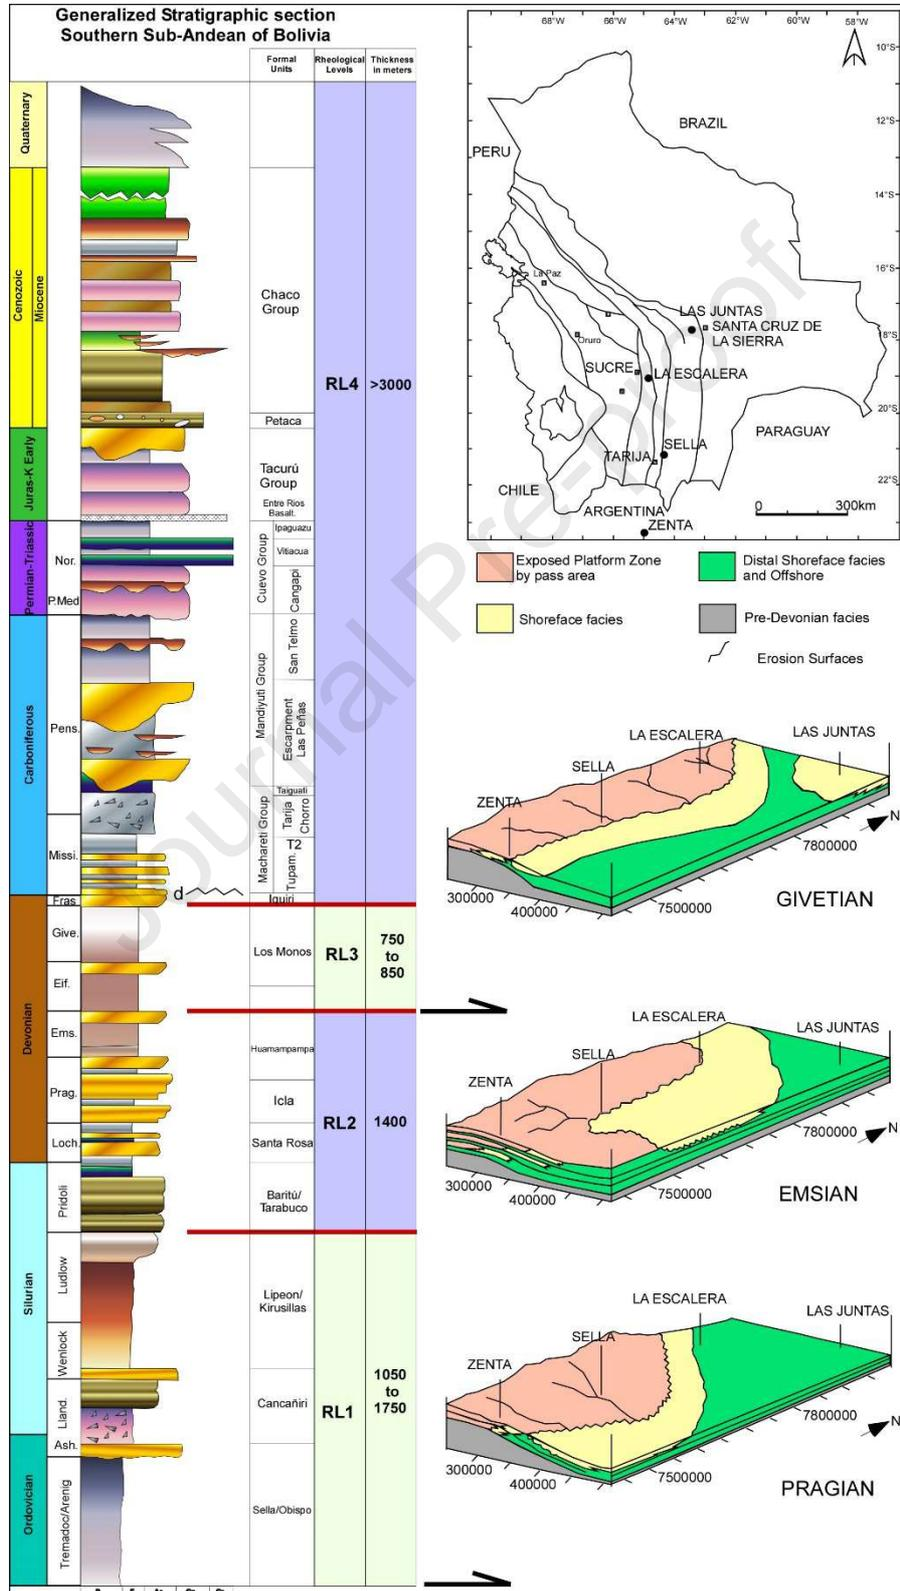 Generalized Stratigraphic section
Southern Sub-Andean of Bolivia
Formal
Units
Rheological
Levels
Thickness
in meters
Quaternary
Cenozoic
Miocene
Juras-K Early
Permian-Triassic
Nor.
P.Med
Carboniferous
Pens.
Missi.
Devonian
Fras
Give.
Eif.
Ems.
Prag.
Loch.
Silurian
Pridoli
Ludlow
Wenlock
Lland.
Ordovician
Ash.
Tremadoc/Arenig
d
Chaco
Group
Petaca
Tacurú
Group
Entre Rios
Basalt.
Cuevo Group
Ipaguazu
Vitiacua
Cangapi
Mandiyuti Group
San Telmo
Escarpment
Las Peñas
Macharetí Group
Taiguati
Tarija
Chorro
T2
Tupam.
Iquiri
Los Monos
Huamampampa
Icla
Santa Rosa
Baritú/
Tarabuco
Lipeon/
Kirusillas
Cancañiri
Sella/Obispo
RL4
>3000
RL3
750
to
850
RL2
1400
RL1
1050
to
1750
68°W
66°W
64°W
62°W
60°W
58°W
10°S
12°S
14°S
16°S
18°S
20°S
22°S
BRAZIL
PERU
La Paz
Oruro
LAS JUNTAS
SANTA CRUZ DE
LA SIERRA
SUCRE
LA ESCALERA
PARAGUAY
TARIJA
SELLA
CHILE
ARGENTINA
ZENTA
0
300km
Exposed Platform Zone
by pass area
Distal Shoreface facies
and Offshore
Shoreface facies
Pre-Devonian facies
Erosion Surfaces
LA ESCALERA
LAS JUNTAS
SELLA
ZENTA
300000
400000
7500000
7800000
N
GIVETIAN
LA ESCALERA
LAS JUNTAS
SELLA
ZENTA
300000
400000
7500000
7800000
N
EMSIAN
LA ESCALERA
LAS JUNTAS
SELLA
ZENTA
300000
400000
7500000
7800000
N
PRAGIAN
Journal Pre-proof